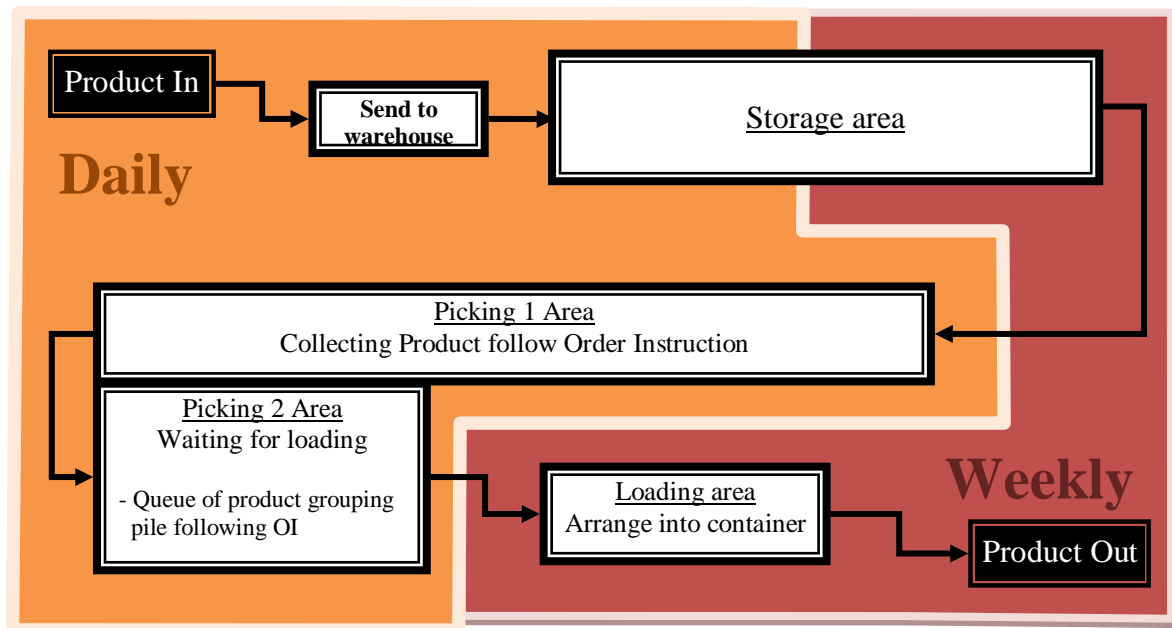 Product In
Send to
warehouse
Storage area
Daily
Picking 1 Area
Collecting Product follow Order Instruction
Picking 2 Area
Waiting for loading
- Queue of product grouping
pile following OI
Loading area
Arrange into container
Weekly
Product Out